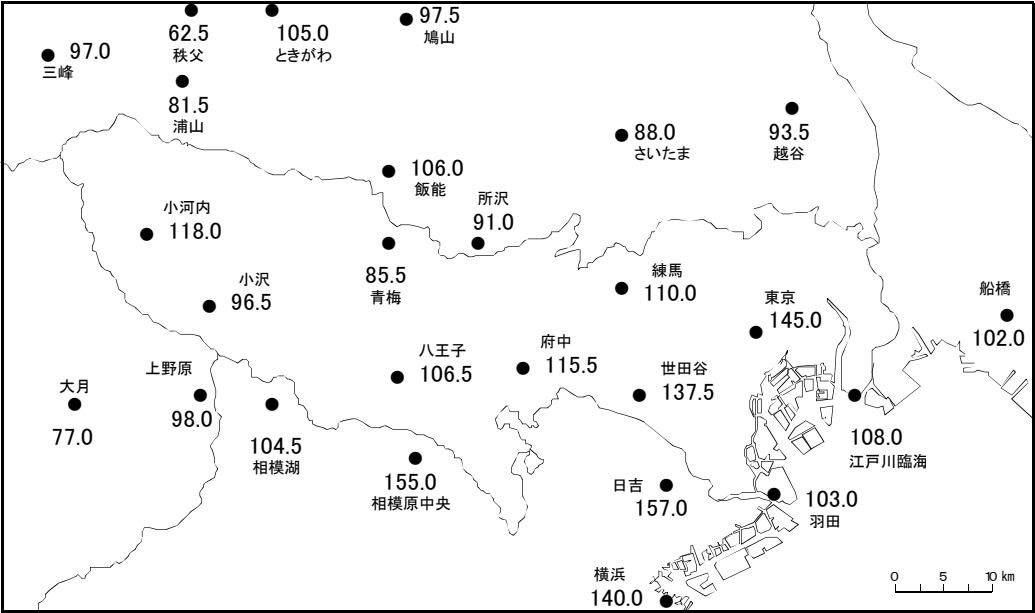 97.0
三峰
62.5
秩父
105.0
ときがわ
97.5
鳩山
81.5
浦山
88.0
さいたま
93.5
越谷
106.0
飯能
所沢
91.0
小河内
118.0
85.5
青梅
小沢
96.5
練馬
110.0
東京
145.0
船橋
102.0
大月
77.0
上野原
98.0
104.5
相模湖
八王子
106.5
府中
115.5
世田谷
137.5
108.0
江戸川臨海
155.0
相模原中央
日吉
157.0
103.0
羽田
横浜
140.0
0 5 10 km